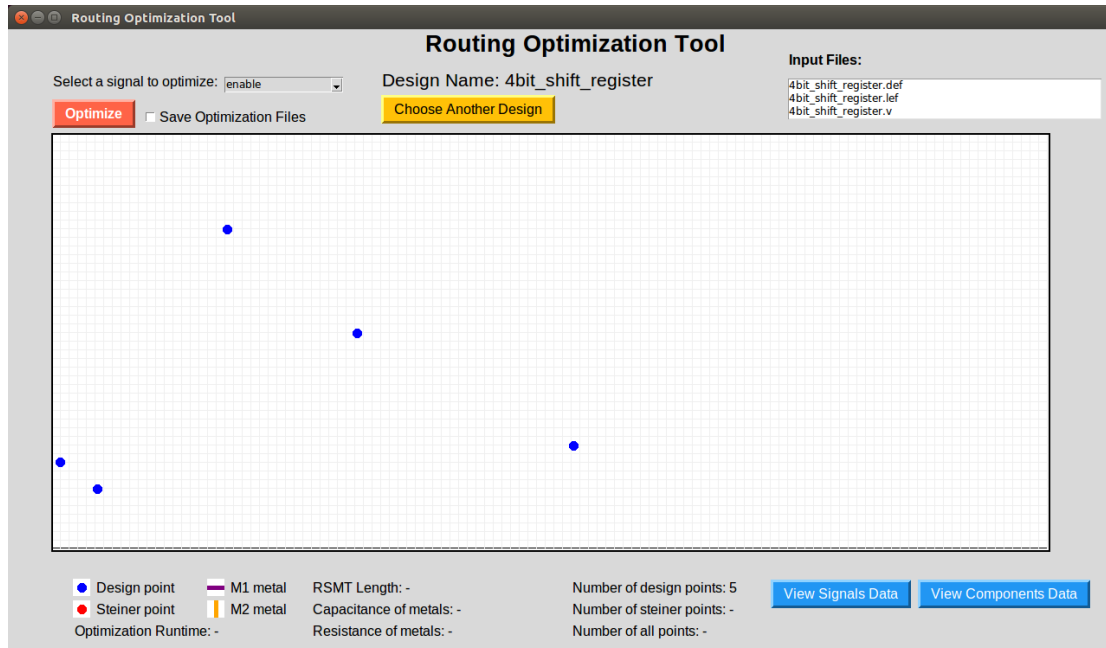 Routing Optimization Tool
Routing Optimization Tool
Input Files:
Select a signal to optimize: enable
Design Name: 4bit_shift_register
4bit_shift_register.def
4bit_shift_register.lef
4bit_shift_register.v
Optimize
Save Optimization Files
Choose Another Design
Design point
M1 metal
RSMT Length: -
Number of design points: 5
View Signals Data
View Components Data
Steiner point
M2 metal
Capacitance of metals: -
Number of steiner points: -
Optimization Runtime: -
Resistance of metals: -
Number of all points: -